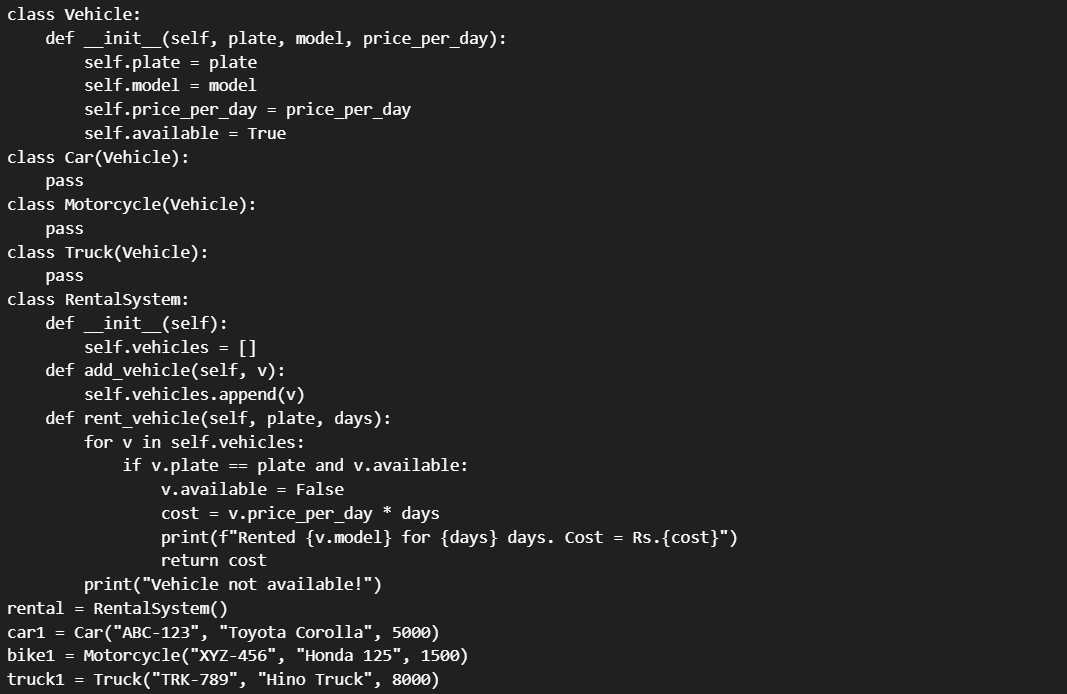 class Vehicle:
    def __init__(self, plate, model, price_per_day):
        self.plate = plate
        self.model = model
        self.price_per_day = price_per_day
        self.available = True
class Car(Vehicle):
    pass
class Motorcycle(Vehicle):
    pass
class Truck(Vehicle):
    pass
class RentalSystem:
    def __init__(self):
        self.vehicles = []
    def add_vehicle(self, v):
        self.vehicles.append(v)
    def rent_vehicle(self, plate, days):
        for v in self.vehicles:
            if v.plate == plate and v.available:
                v.available = False
                cost = v.price_per_day * days
                print(f"Rented {v.model} for {days} days. Cost = Rs.{cost}")
                return cost
        print("Vehicle not available!")
rental = RentalSystem()
car1 = Car("ABC-123", "Toyota Corolla", 5000)
bike1 = Motorcycle("XYZ-456", "Honda 125", 1500)
truck1 = Truck("TRK-789", "Hino Truck", 8000)